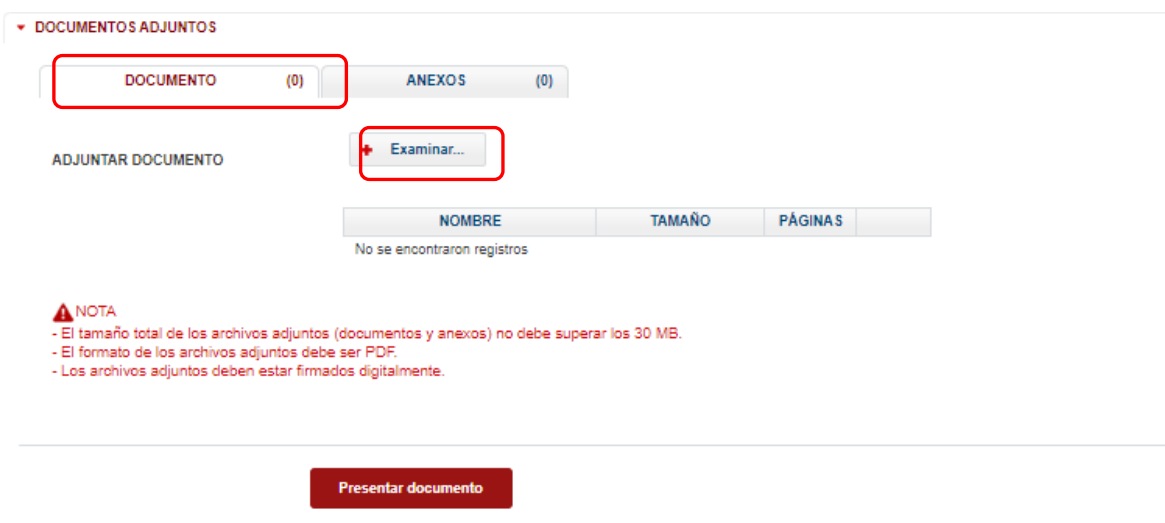 DOCUMENTOS ADJUNTOS
DOCUMENTO (0) ANEXOS (0)
ADJUNTAR DOCUMENTO Examinar...
NOMBRE TAMAÑO PÁGINAS
No se encontraron registros
NOTA
- El tamaño total de los archivos adjuntos (documentos y anexos) no debe superar los 30 MB.
- El formato de los archivos adjuntos debe ser PDF.
- Los archivos adjuntos deben estar firmados digitalmente.
Presentar documento